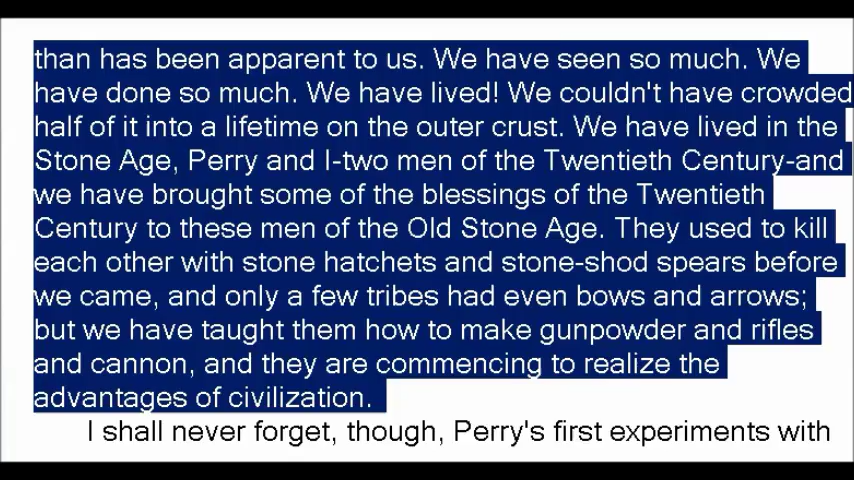 than has been apparent to us. We have seen so much. We
have done so much. We have lived! We couldn't have crowded
half of it into a lifetime on the outer crust. We have lived in the
Stone Age, Perry and I-two men of the Twentieth Century-and
we have brought some of the blessings of the Twentieth
Century to these men of the Old Stone Age. They used to kill
each other with stone hatchets and stone-shod spears before
we came, and only a few tribes had even bows and arrows;
but we have taught them how to make gunpowder and rifles
and cannon, and they are commencing to realize the
advantages of civilization.
I shall never forget, though, Perry's first experiments with